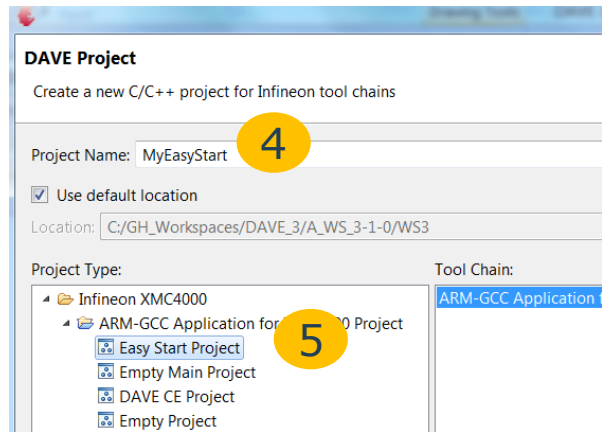 DAVE Project
Create a new C/C++ project for Infineon tool chains
4
Project Name: MyEasyStart
Use default location
Location: C:/GH_Workspaces/DAVE_3/A_WS_3-1-0/WS3
Project Type: Tool Chain:
Infineon XMC4000 ARM-GCC Application
ARM-GCC Application for 00 Project
5
Easy Start Project
Empty Main Project
DAVE CE Project
Empty Project